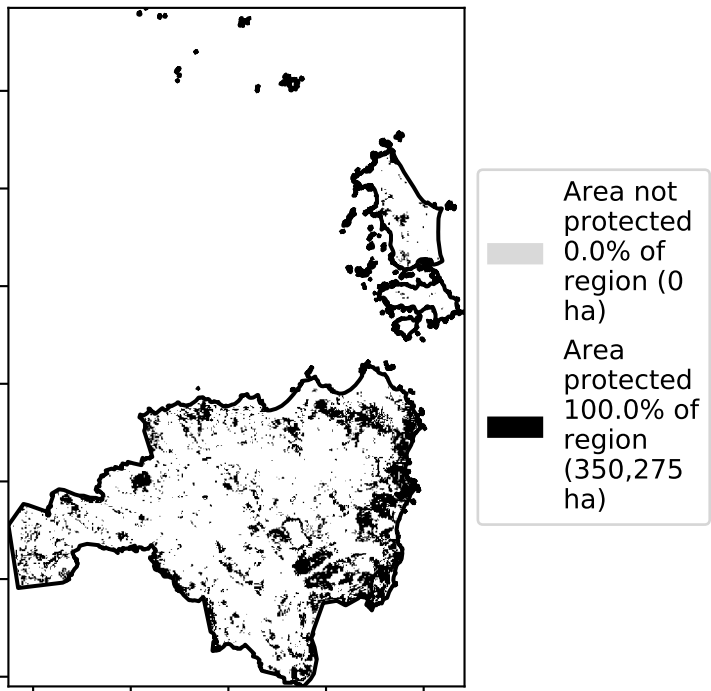 Area not
protected
0.0% of
region (0
ha)
Area
protected
100.0% of
region
(350,275
ha)